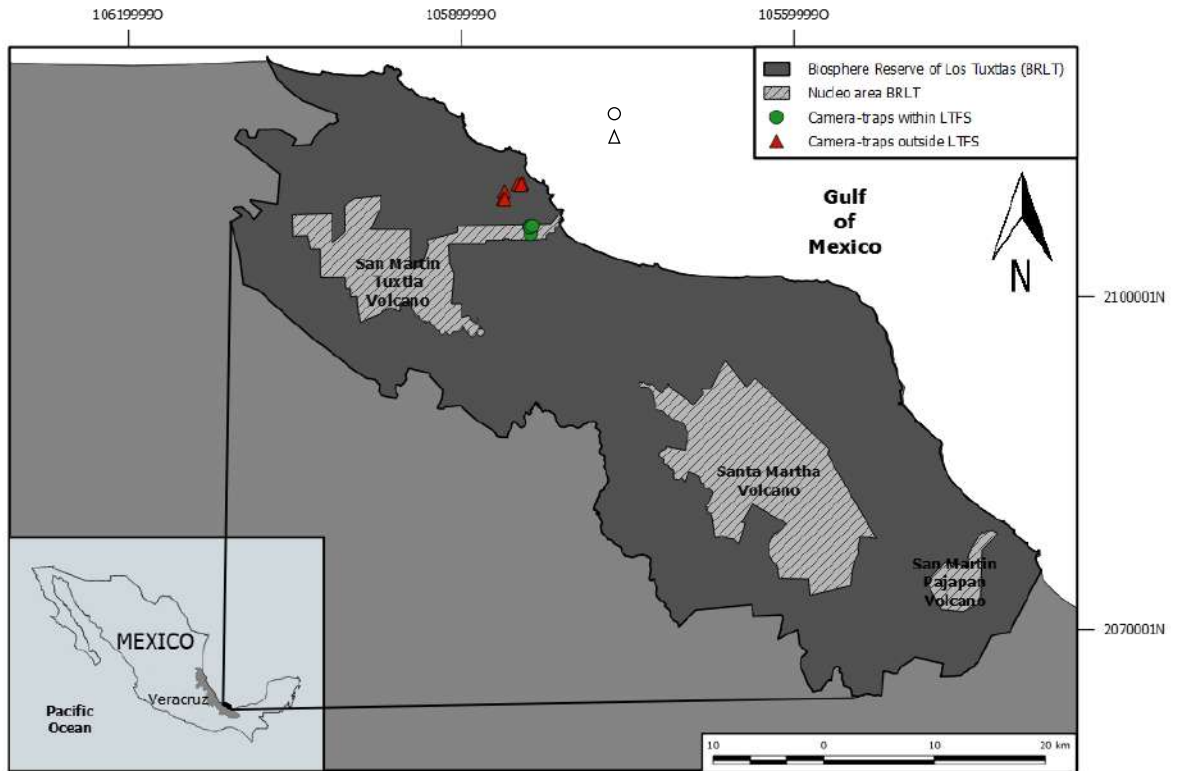 106199990
105899990
105599990
Biosphere Reserve of Los Tuxtlas (BRLT)
Nucleo area BRLT
Camera-traps within LTFS
Camera-traps outside LTFS
Gulf
of
Mexico
N
San Martin
Tuxtla
Volcano
2100001N
Santa Martha
Volcano
San Martin
Pajapan
Volcano
2070001N
MEXICO
Veracruz
Pacific
Ocean
10 0 10 20 km